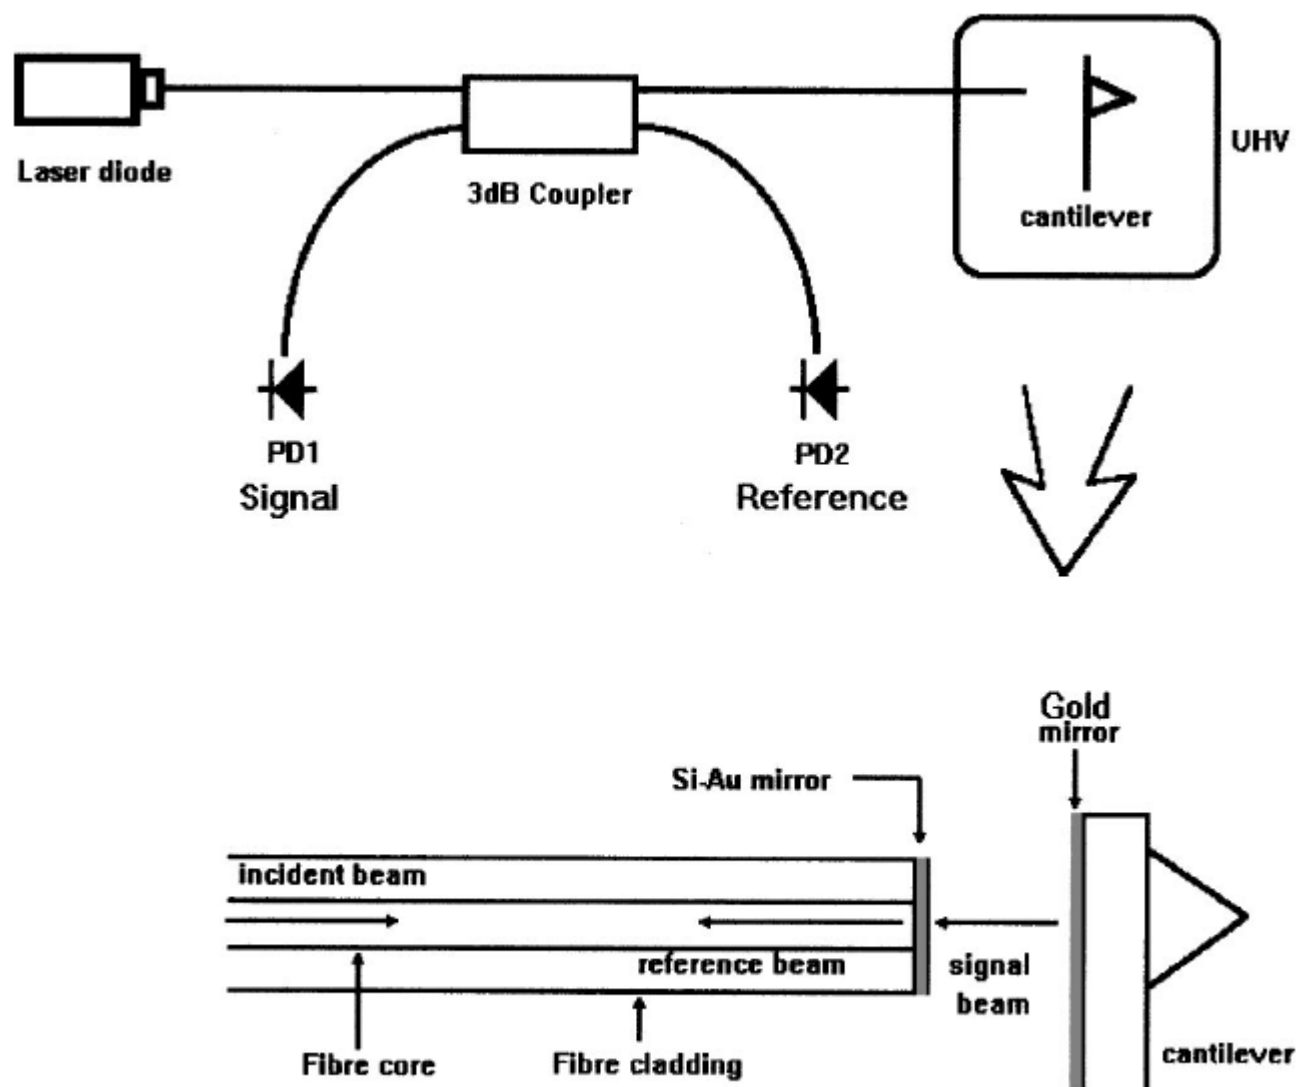 Laser diode
3dB Coupler
cantilever
UHV
PD1
Signal
PD2
Reference
Gold
mirror
Si-Au mirror
incident beam
reference beam
signal
beam
Fibre core
Fibre cladding
cantilever